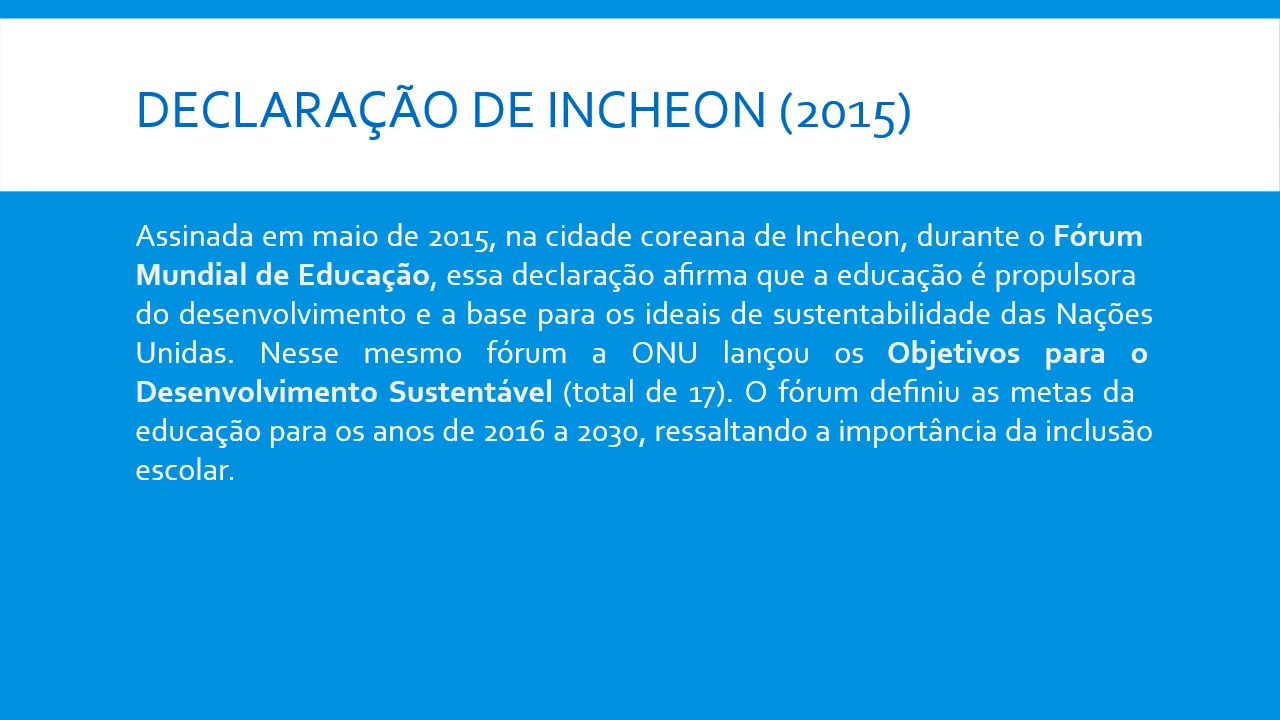 DECLARAÇÃO DE INCHEON (2015)
Assinada em maio de 2015, na cidade coreana de Incheon, durante o Fórum
Mundial de Educação, essa declaração afirma que a educação é propulsora
do desenvolvimento e a base para os ideais de sustentabilidade das Nações
Unidas. Nesse mesmo fórum a ONU lançou os Objetivos para o
Desenvolvimento Sustentável (total de 17). O fórum definiu as metas da
educação para os anos de 2016 a 2030, ressaltando a importância da inclusão
escolar.